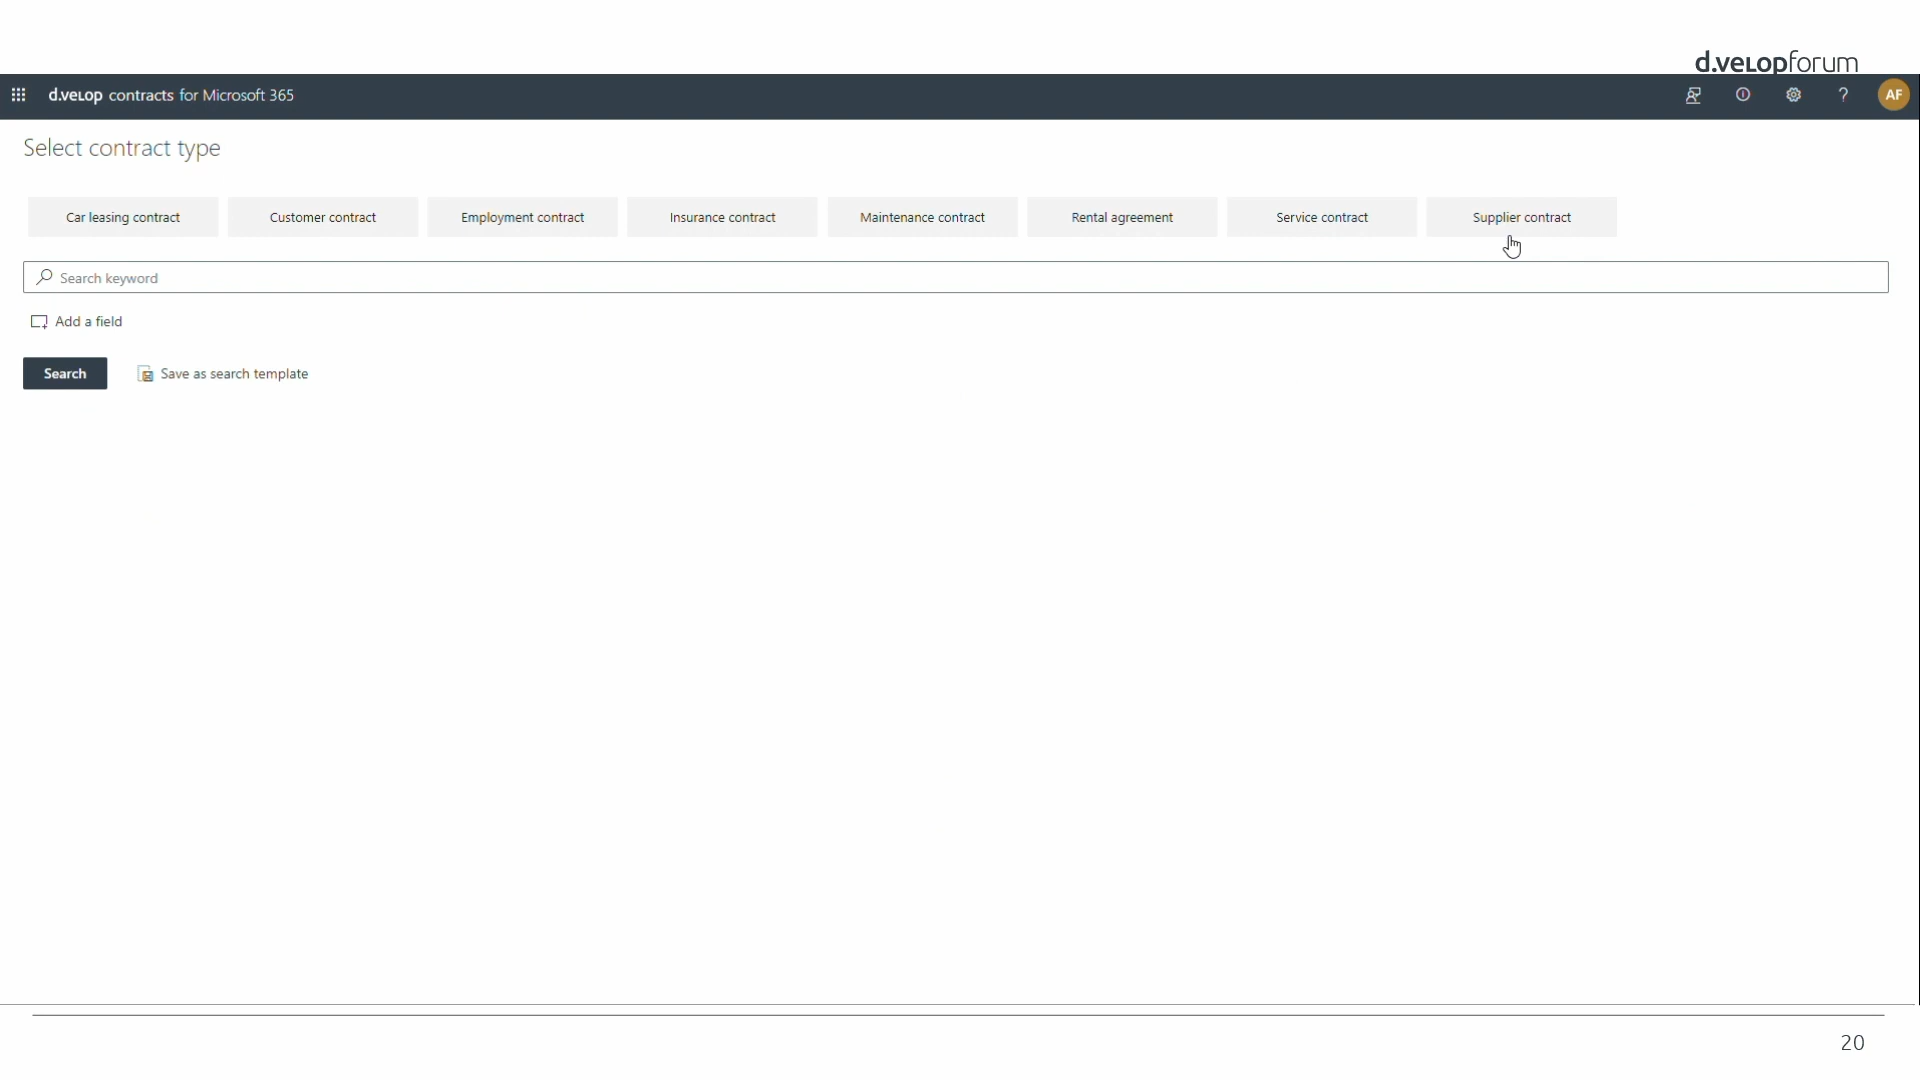 d.velopforum
d.velop contracts for Microsoft 365
? AF
Select contract type
Car leasing contract Customer contract Employment contract Insurance contract Maintenance contract Rental agreement Service contract Supplier contract
Search keyword
Add a field
Search Save as search template
20